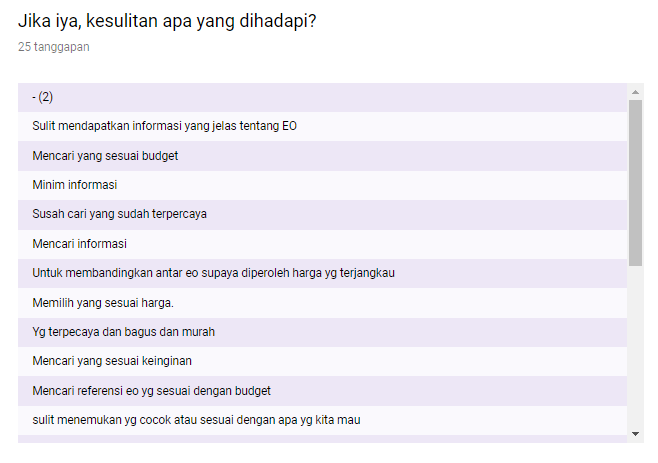 Jika iya, kesulitan apa yang dihadapi?
25 tanggapan
- (2)
Sulit mendapatkan informasi yang jelas tentang EO
Mencari yang sesuai budget
Minim informasi
Susah cari yang sudah terpercaya
Mencari informasi
Untuk membandingkan antar eo supaya diperoleh harga yg terjangkau
Memilih yang sesuai harga.
Yg terpecaya dan bagus dan murah
Mencari yang sesuai keinginan
Mencari referensi eo yg sesuai dengan budget
sulit menemukan yg cocok atau sesuai dengan apa yg kita mau